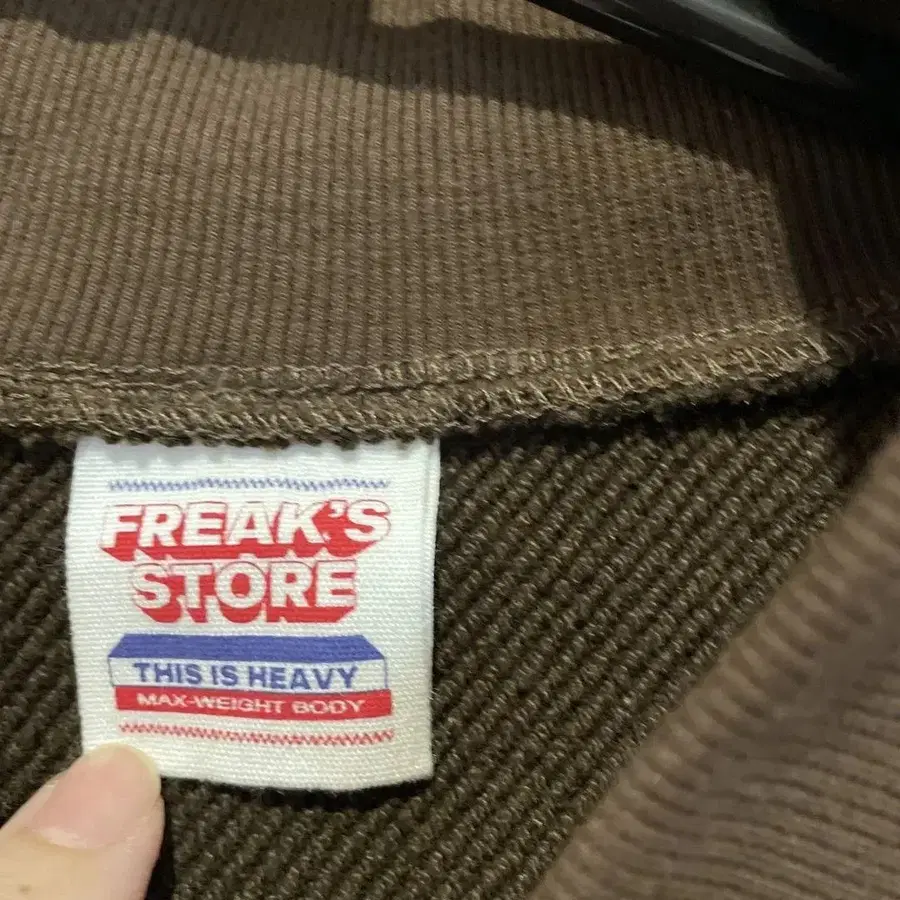 FREAK'S
STORE
THIS IS HEAVY
MAX-WEIGHT BODY